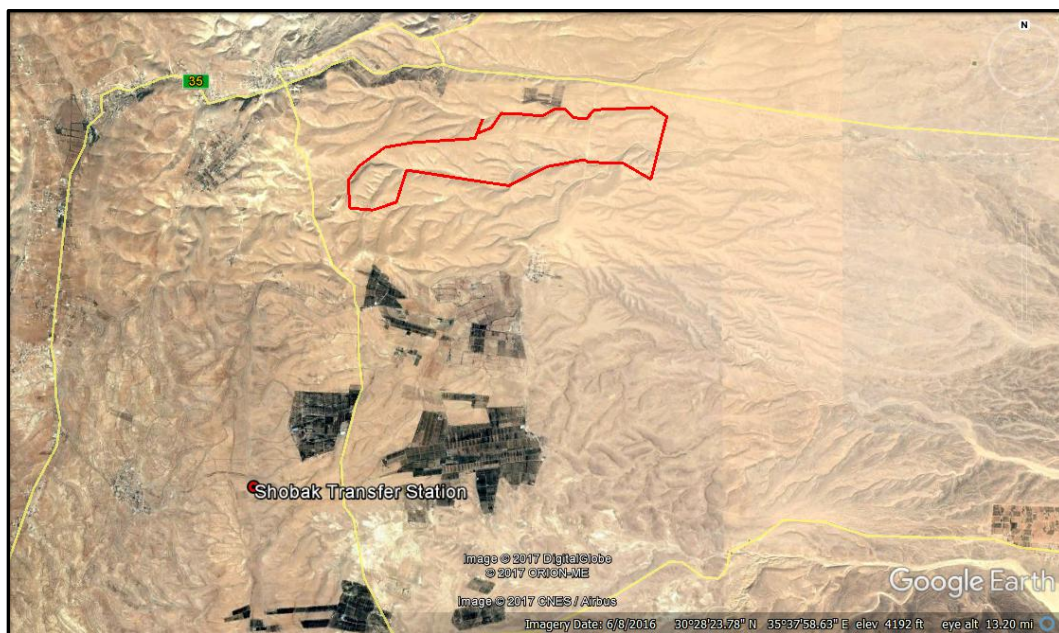 N
35
Shobak Transfer Station
Image © 2017 DigitalGlobe
© 2017 ORION-ME
Image © 2017 CNES / Airbus
Google Earth
Imagery Date: 6/8/2016 30°28'23.78" N 35°37'58.63" E elev 4192 ft eye alt 13.20 mi